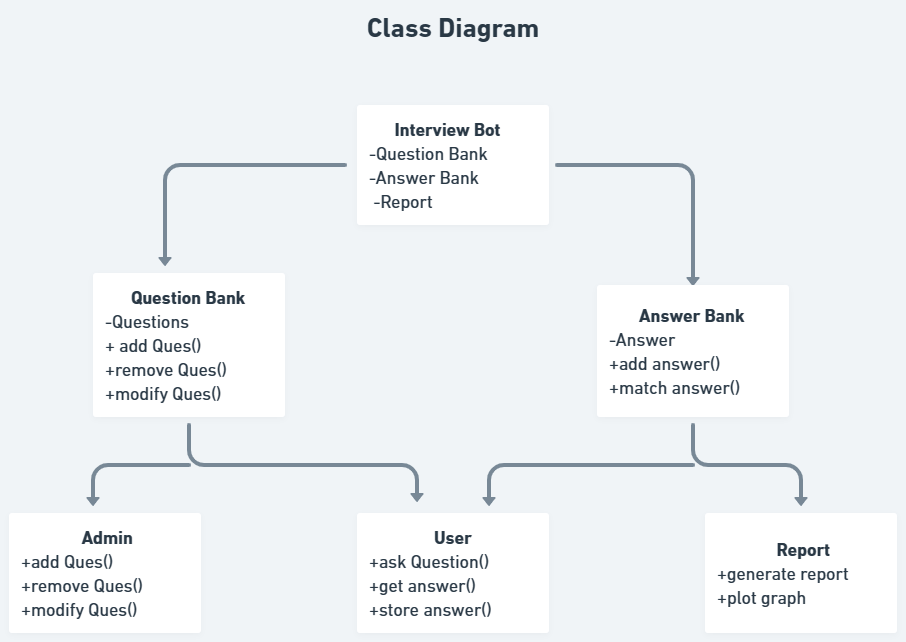 Class Diagram
Interview Bot
-Question Bank
-Answer Bank
-Report
Question Bank
-Questions
+ add Ques()
+remove Ques()
+modify Ques()
Answer Bank
-Answer
+add answer()
+match answer()
Admin
+add Ques()
+remove Ques()
+modify Ques()
User
+ask Question()
+get answer()
+store answer()
Report
+generate report
+plot graph